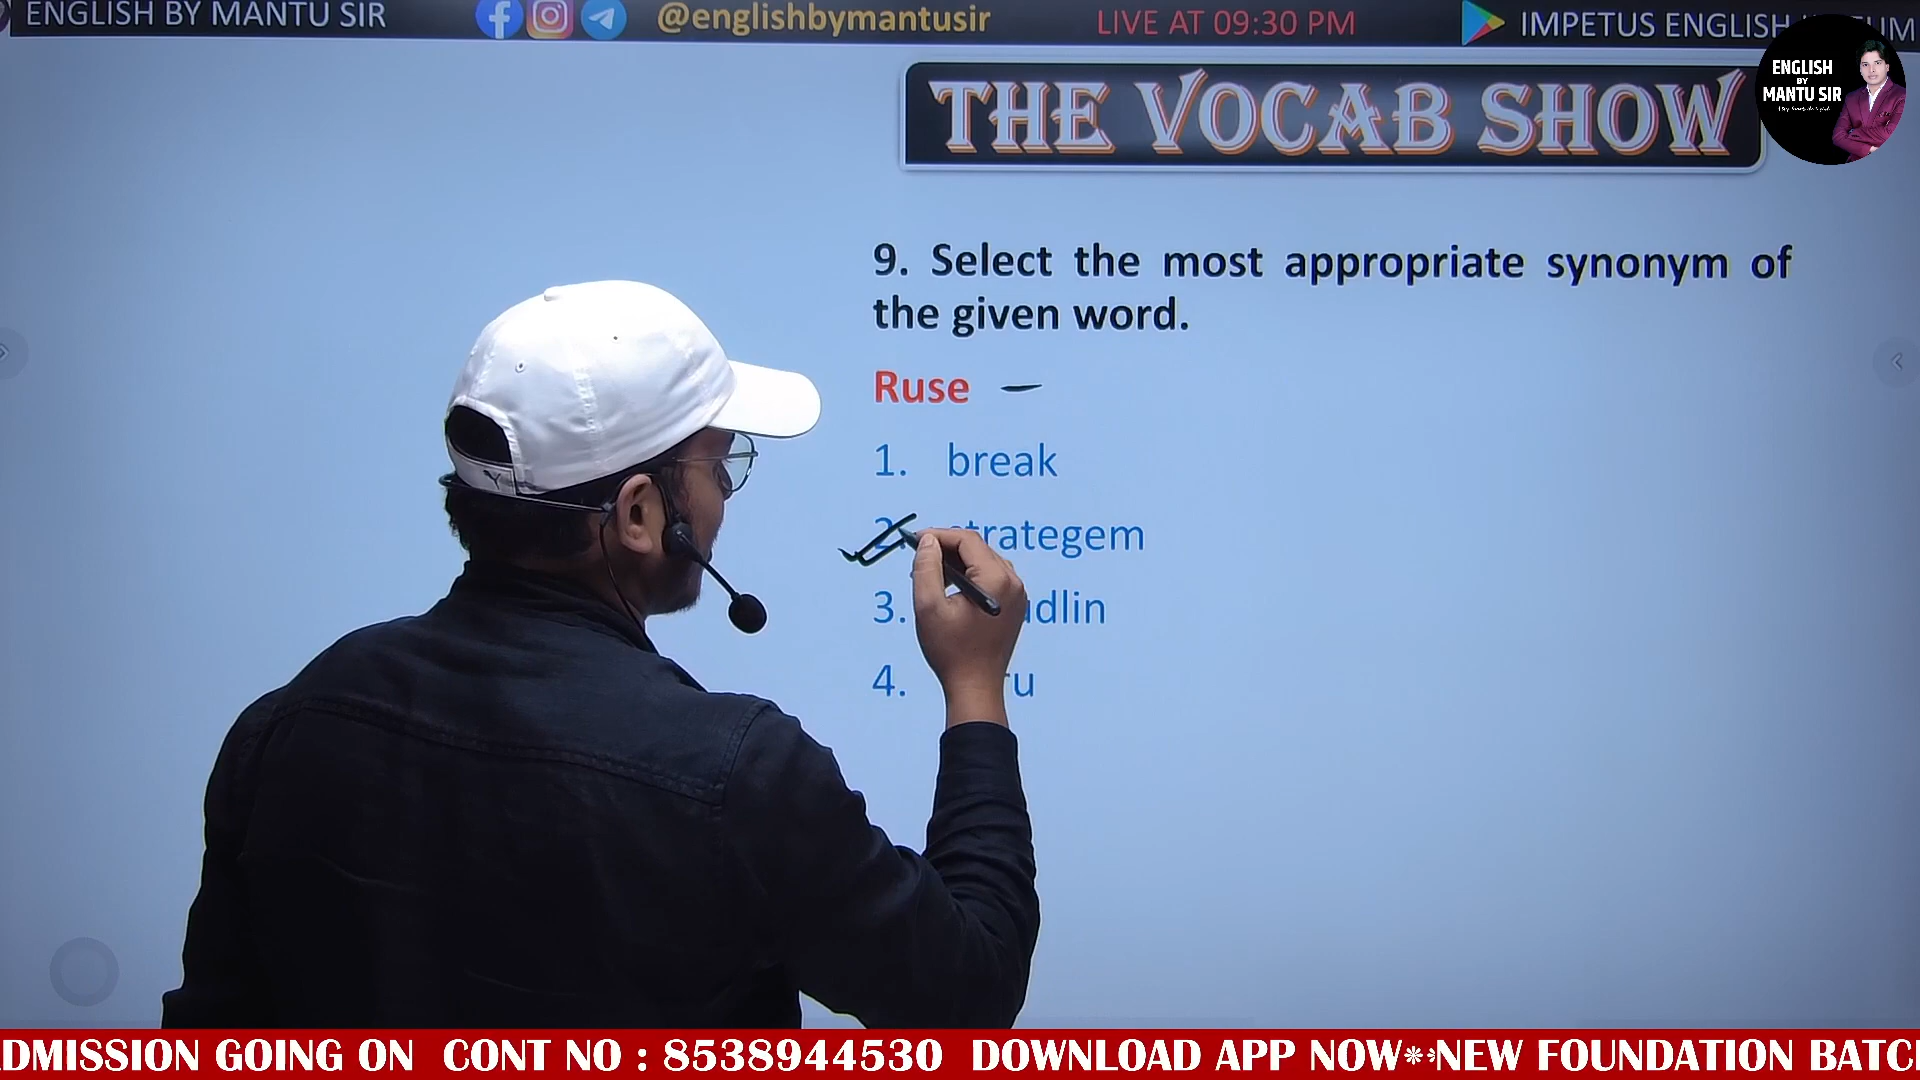 ENGLISH BY MANTU SIR @englishbymantusir LIVE AT 09:30 PM IMPETUS ENGLISH
ENGLISH
BY
MANTU SIR
THE VOCAB SHOW
9. Select the most appropriate synonym of
the given word.
Ruse –
1. break
2. strategem
3.
4.
DMISSION GOING ON CONT NO : 8538944530 DOWNLOAD APP NOW**NEW FOUNDATION BATC